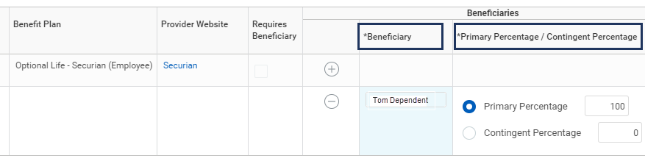 Beneficiaries
Benefit Plan
Provider Website
Requires
Beneficiary
*Beneficiary
*Primary Percentage / Contingent Percentage
Optional Life - Securian (Employee)
Securian
Tom Dependent
Primary Percentage
100
Contingent Percentage
0